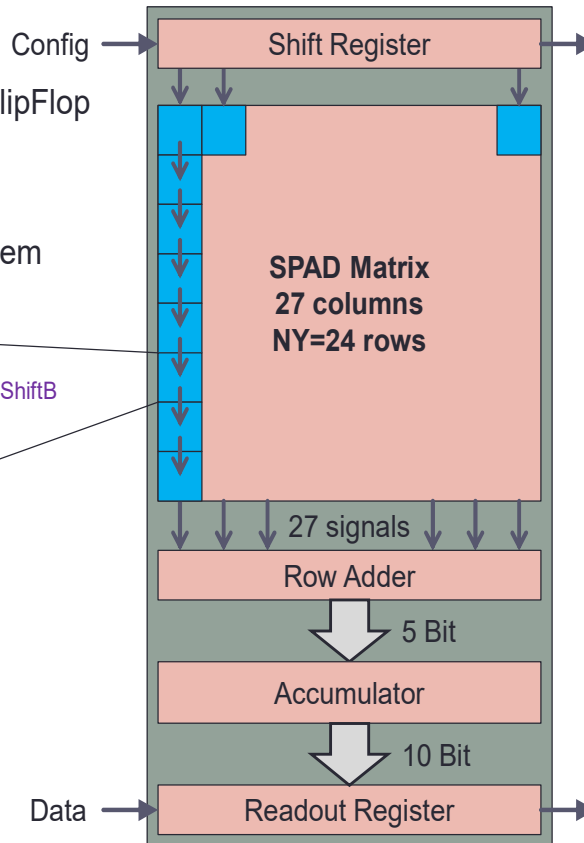 Config
Shift Register
lipFlop
em
SPAD Matrix
27 columns
NY=24 rows
ShiftB
27 signals
Row Adder
5 Bit
Accumulator
10 Bit
Data
Readout Register